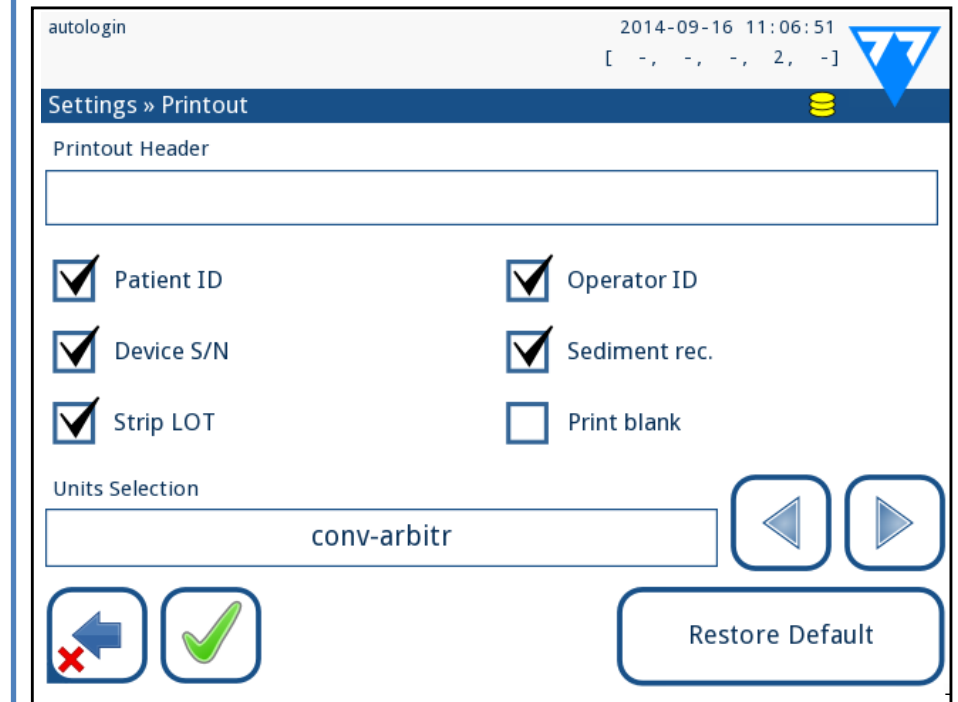 autologin
2014-09-16 11:06:51
[ -, -, -, 2, -]
Settings » Printout
Printout Header
Patient ID
Operator ID
Device S/N
Sediment rec.
Strip LOT
Print blank
Units Selection
conv-arbitr
Restore Default